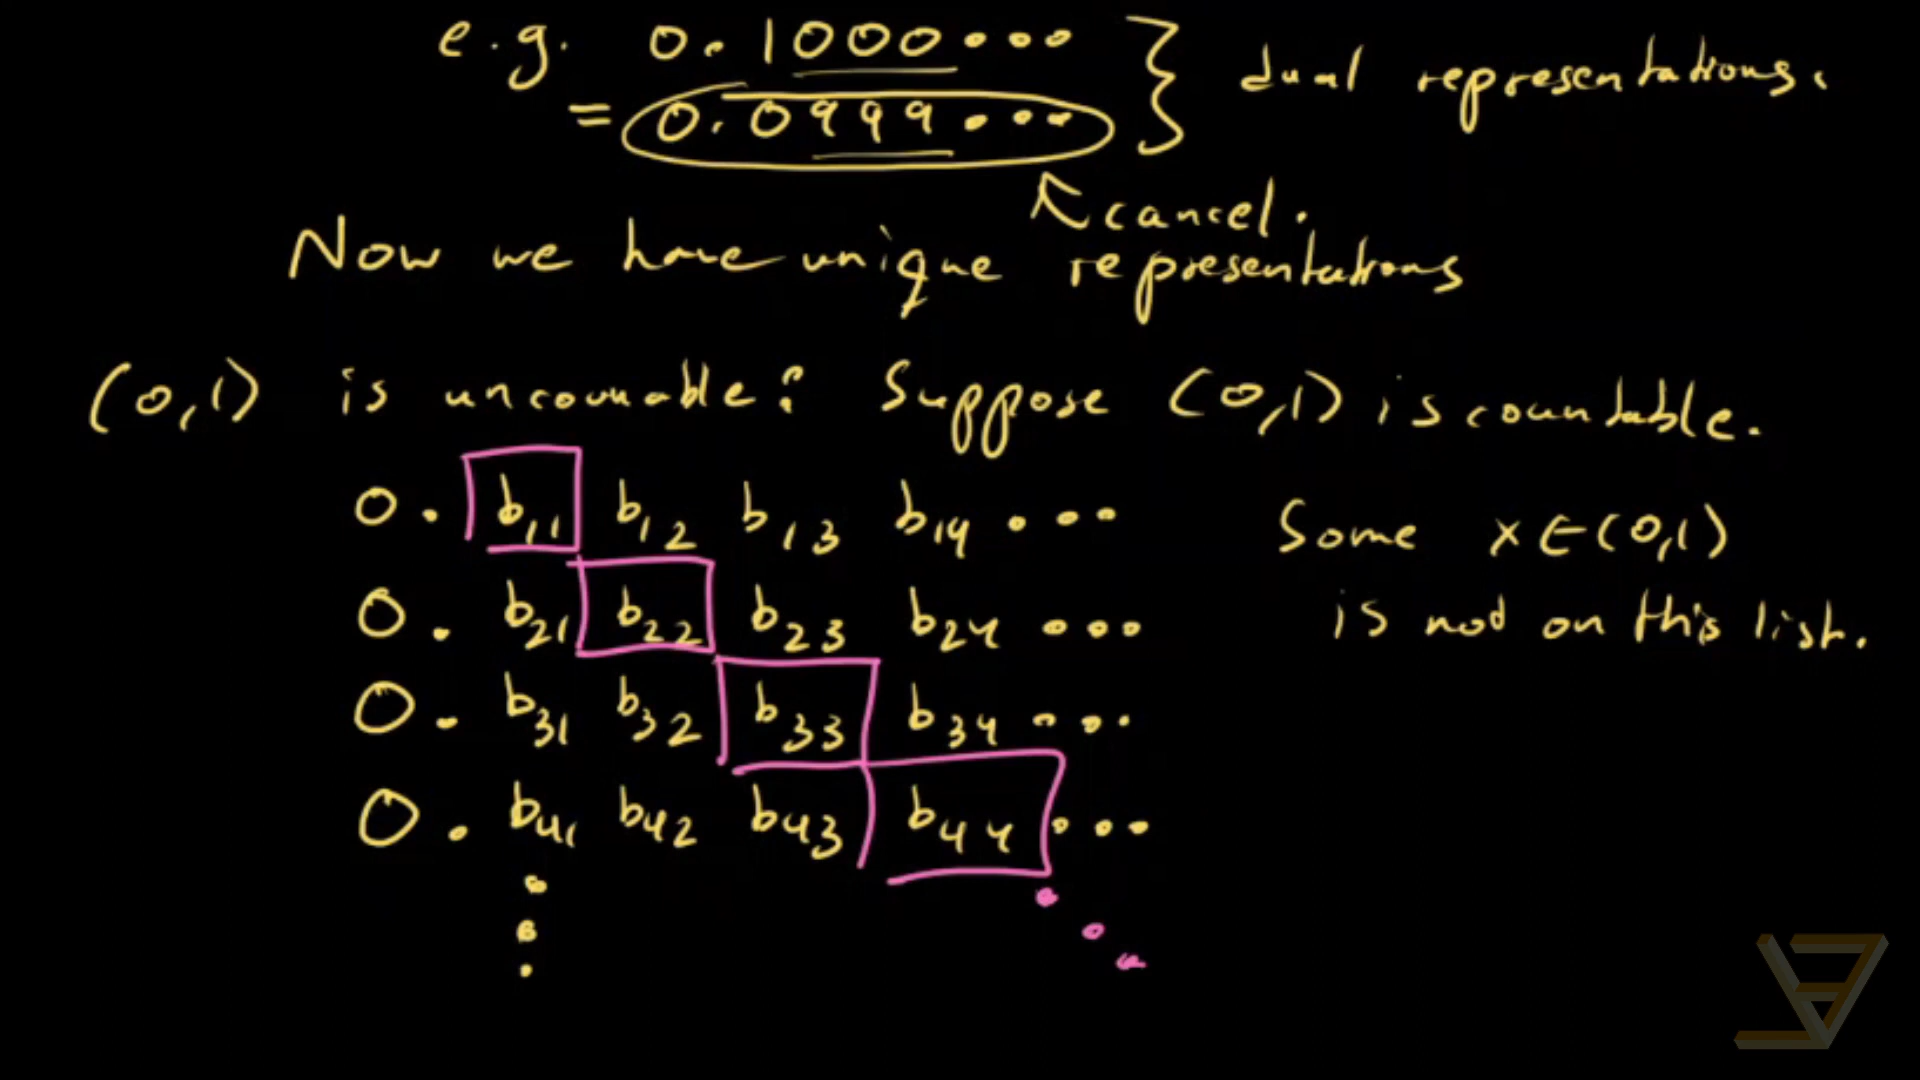 e.g. 0.1000••• } dual representations.
= 0.0999•••
cancel.
Now we have unique representations
(0,1) is uncounable? Suppose (0,1) is countable.
0. b11 b12 b13 b14 •••
Some x∈(0,1)
0. b21 b22 b23 b24 •••
is not on this list.
0. b31 b32 b33 b34 •••
0. b41 b42 b43 b44 •••